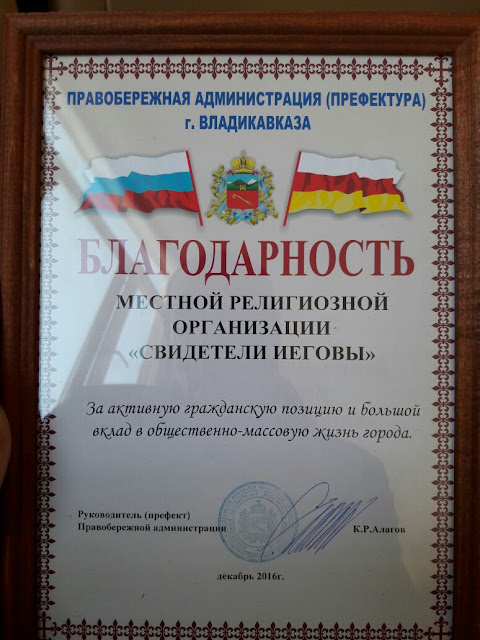 ПРАВОБЕРЕЖНАЯ АДМИНИСТРАЦИЯ (ПРЕФЕКТУРА)
г. ВЛАДИКАВКАЗА
БЛАГОДАРНОСТЬ
МЕСТНОЙ РЕЛИГИОЗНОЙ
ОРГАНИЗАЦИИ
«СВИДЕТЕЛИ ИЕГОВЫ»
За активную гражданскую позицию и большой
вклад в общественно-массовую жизнь города.
Руководитель (префект)
Правобережной администрации К.Р.Алагов
декабрь 2016г.